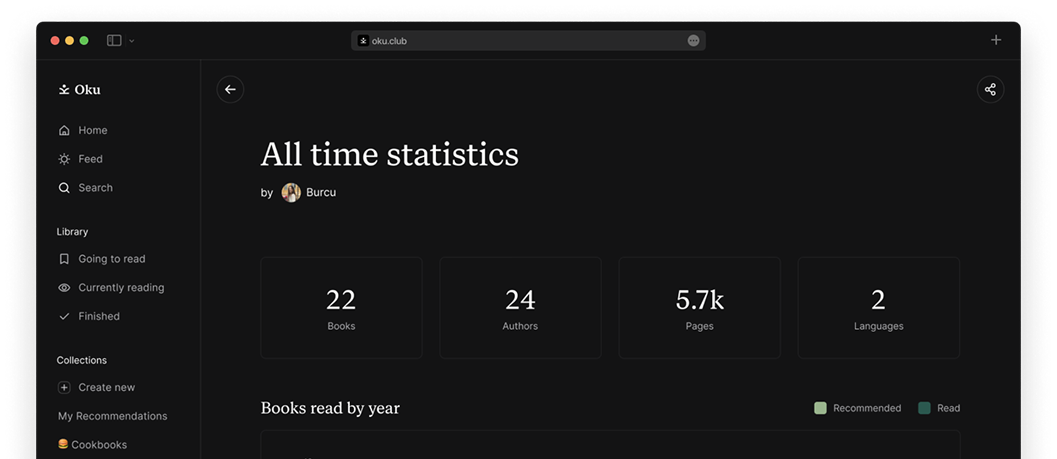 oku.club
Oku
Home
Feed
Search
Library
Going to read
Currently reading
Finished
Collections
Create new
My Recommendations
Cookbooks
All time statistics
by Burcu
22
Books
24
Authors
5.7k
Pages
2
Languages
Books read by year
Recommended
Read